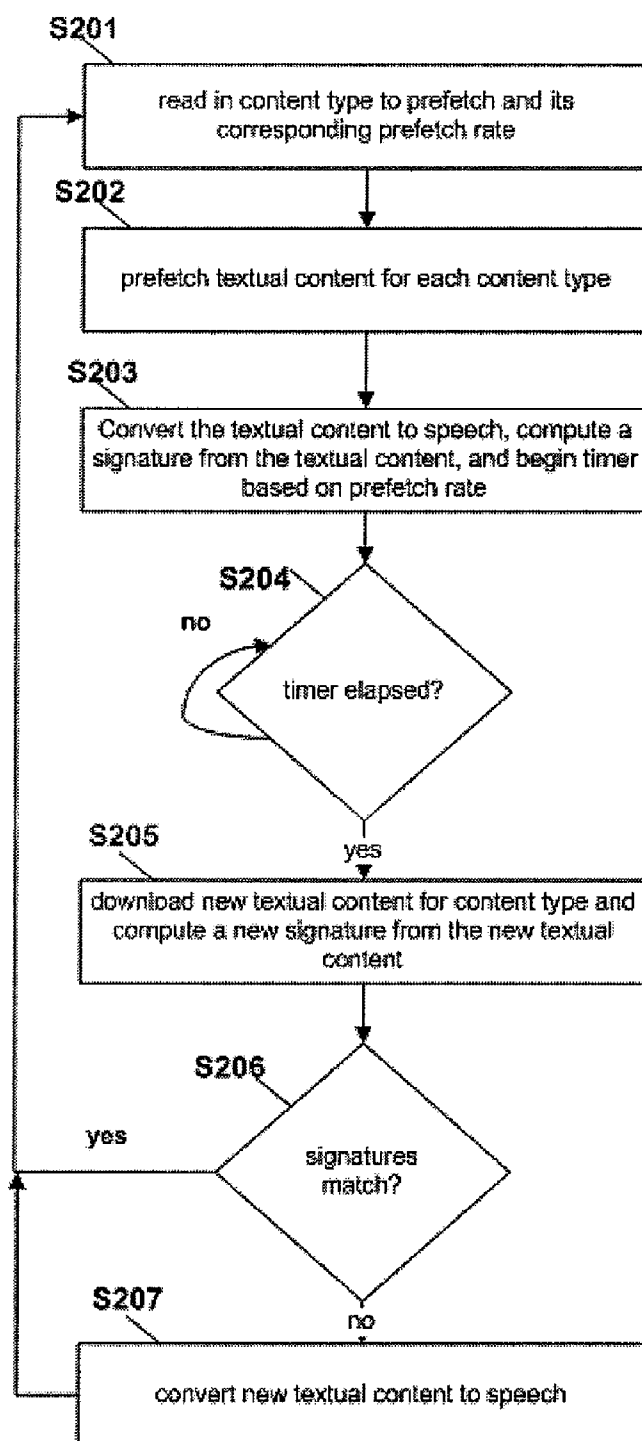 S201
read in content type to prefetch and its
corresponding prefetch rate
S202
prefetch textual content for each content type
S203
Convert the textual content to speech, compute a
signature from the textual content, and begin timer
based on prefetch rate
S204
no
timer elapsed?
yes
S205
download new textual content for content type and
compute a new signature from the new textual
content
S206
yes
signatures
match?
no
S207
convert new textual content to speech